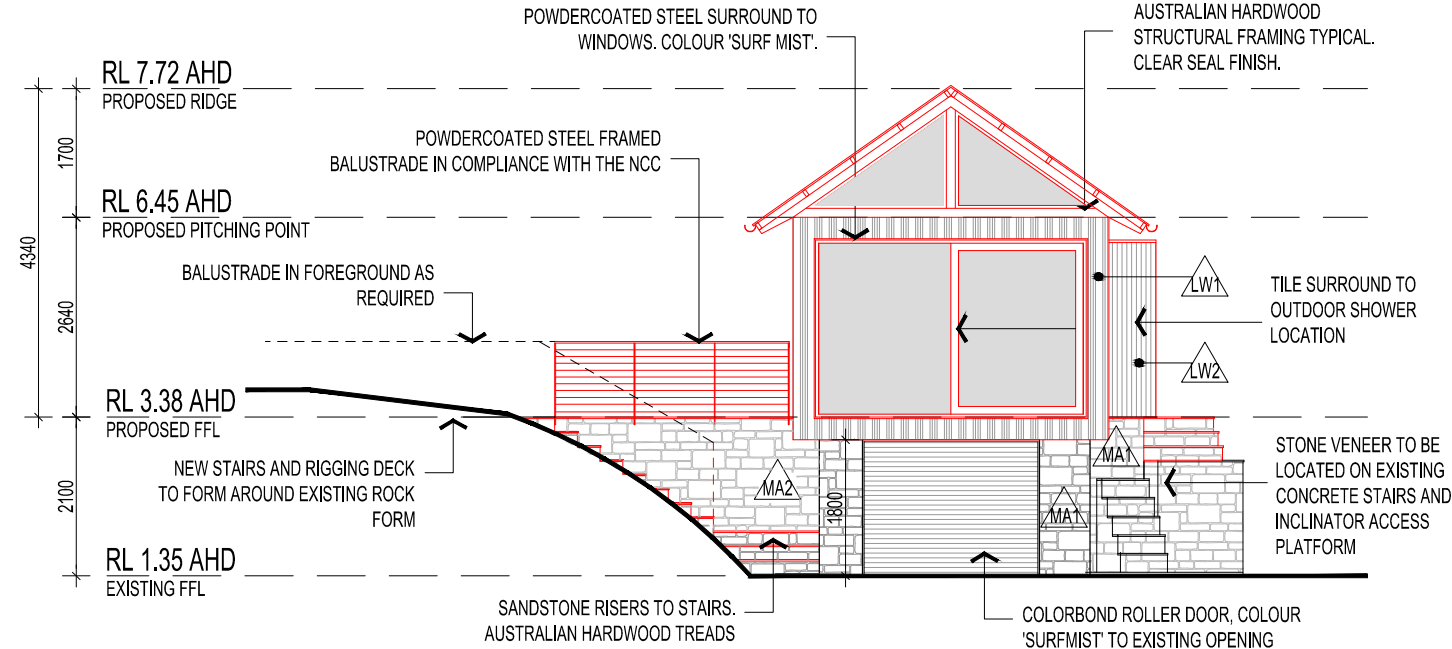 POWDERCOATED STEEL SURROUND TO
WINDOWS. COLOUR 'SURF MIST'.
AUSTRALIAN HARDWOOD
STRUCTURAL FRAMING TYPICAL.
CLEAR SEAL FINISH.
RL 7.72 AHD
PROPOSED RIDGE
POWDERCOATED STEEL FRAMED
BALUSTRADE IN COMPLIANCE WITH THE NCC
1700
RL 6.45 AHD
PROPOSED PITCHING POINT
4340
BALUSTRADE IN FOREGROUND AS
REQUIRED
2640
LW1
TILE SURROUND TO
OUTDOOR SHOWER
LOCATION
LW2
RL 3.38 AHD
PROPOSED FFL
NEW STAIRS AND RIGGING DECK
TO FORM AROUND EXISTING ROCK
FORM
2100
MA2
1800
MA1
MA1
STONE VENEER TO BE
LOCATED ON EXISTING
CONCRETE STAIRS AND
INCLINATOR ACCESS
PLATFORM
RL 1.35 AHD
EXISTING FFL
SANDSTONE RISERS TO STAIRS.
AUSTRALIAN HARDWOOD TREADS
COLORBOND ROLLER DOOR, COLOUR
'SURFMIST' TO EXISTING OPENING